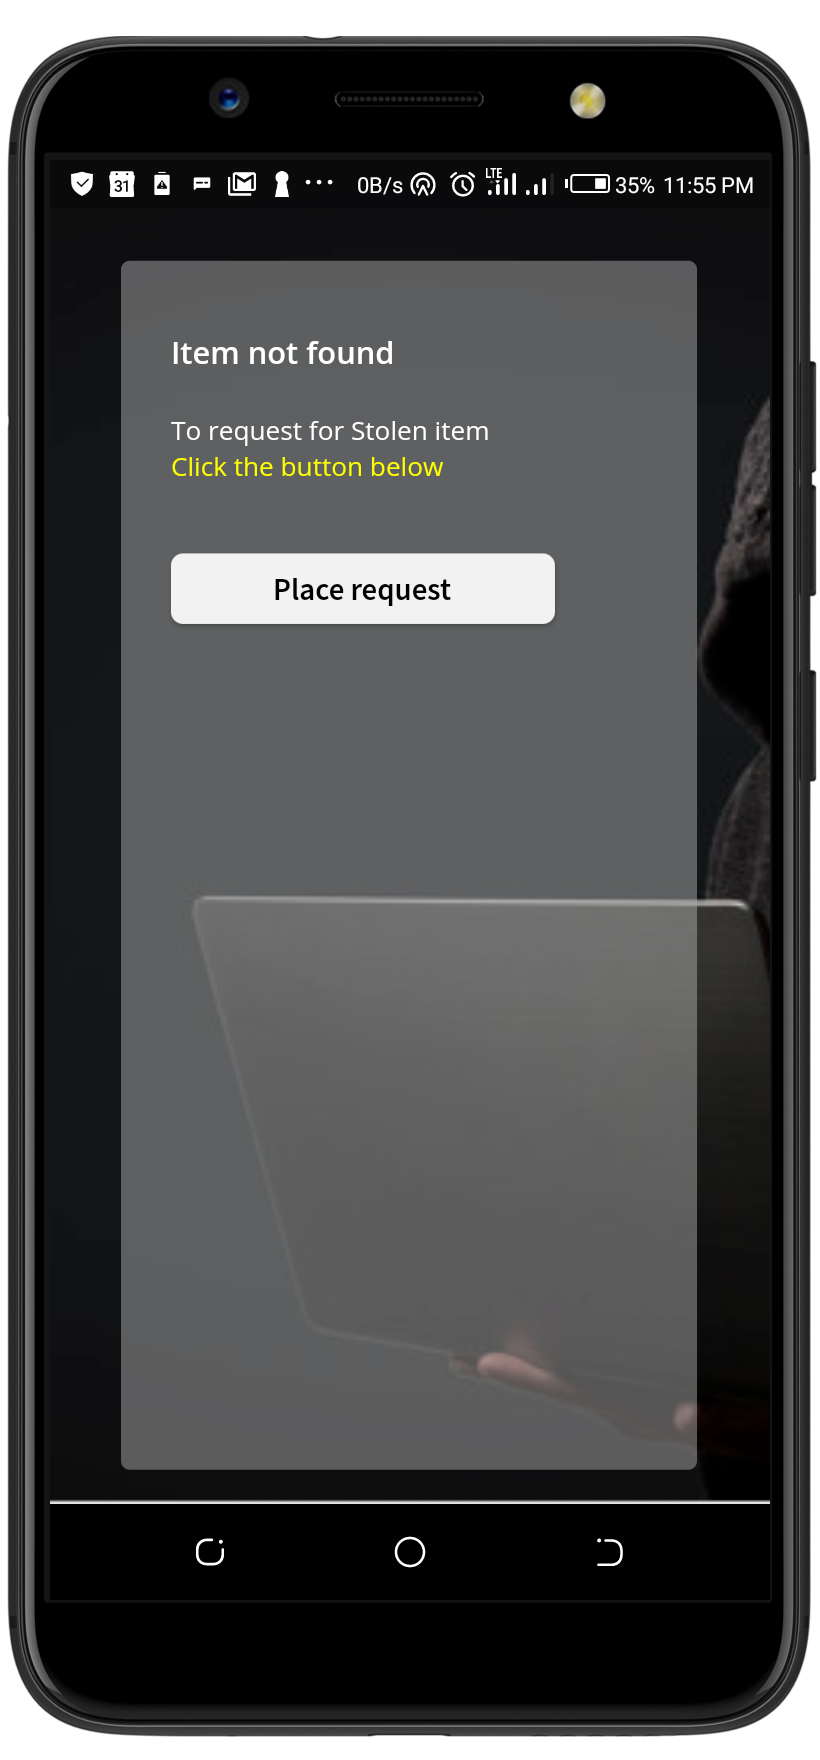 31 0B/s LTE 35% 11:55 PM
Item not found
To request for Stolen item
Click the button below
Place request